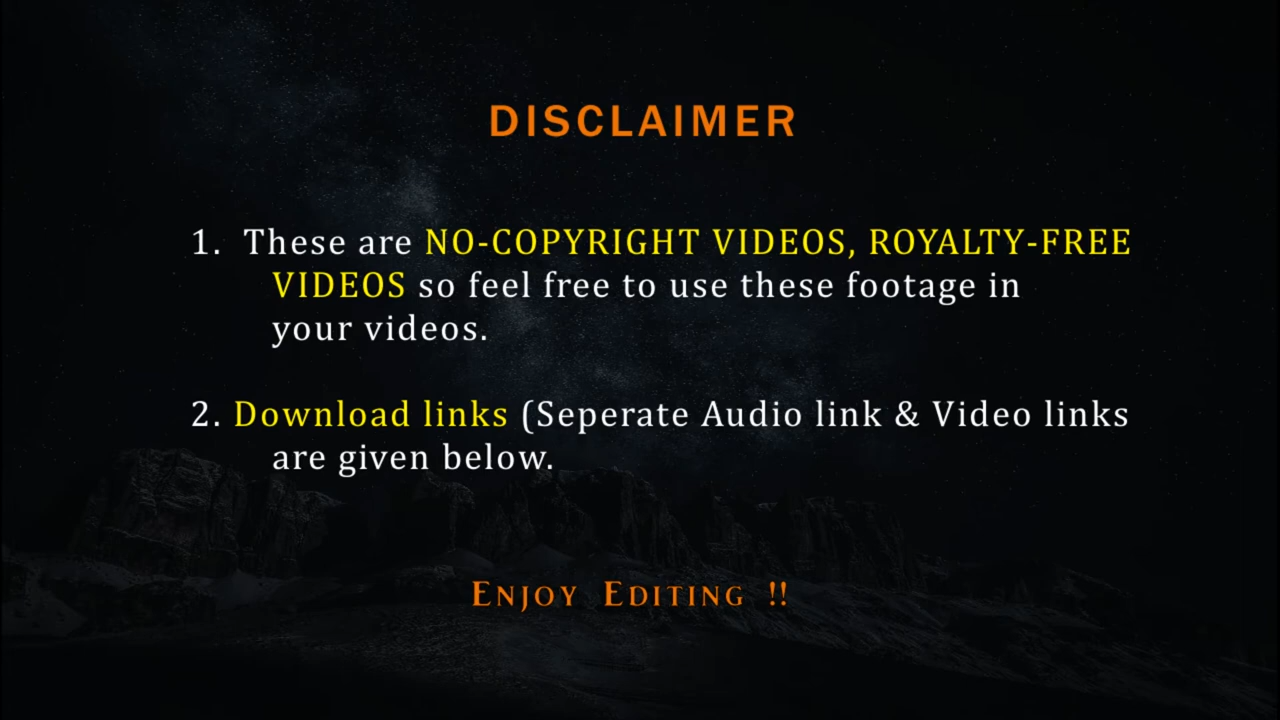 DISCLAIMER
1. These are NO-COPYRIGHT VIDEOS, ROYALTY-FREE
VIDEOS so feel free to use these footage in
your videos.
2. Download links (Seperate Audio link & Video links
are given below.
ENJOY EDITING !!